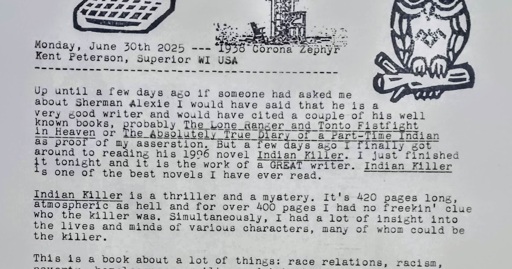 Monday, June 30th 2025 --- 1938 Corona Zephyr
Kent Peterson, Superior WI USA
Up until a few days ago if someone had asked me
about Sherman Alexie I would have said that he is a
very good writer and would have cited a couple of his well
known books, probably The Lone Ranger and Tonto Fistfight
in Heaven or The Absolutely True Diary of a Part-Time Indian
as proof of my asserstion. But a few days ago I finally got
around to reading his 1996 novel Indian Killer. I just finished
it tonight and it is the work of a GREAT writer. Indian Killer
is one of the best novels I have ever read.
Indian Killer is a thriller and a mystery. It's 420 pages long,
atmospheric as hell and for over 400 pages I had no freekin' clue
who the killer was. Simultaneously, I had a lot of insight into
the lives and minds of various characters, many of whom could be
the killer.
This is a book about a lot of things: race relations, racism,